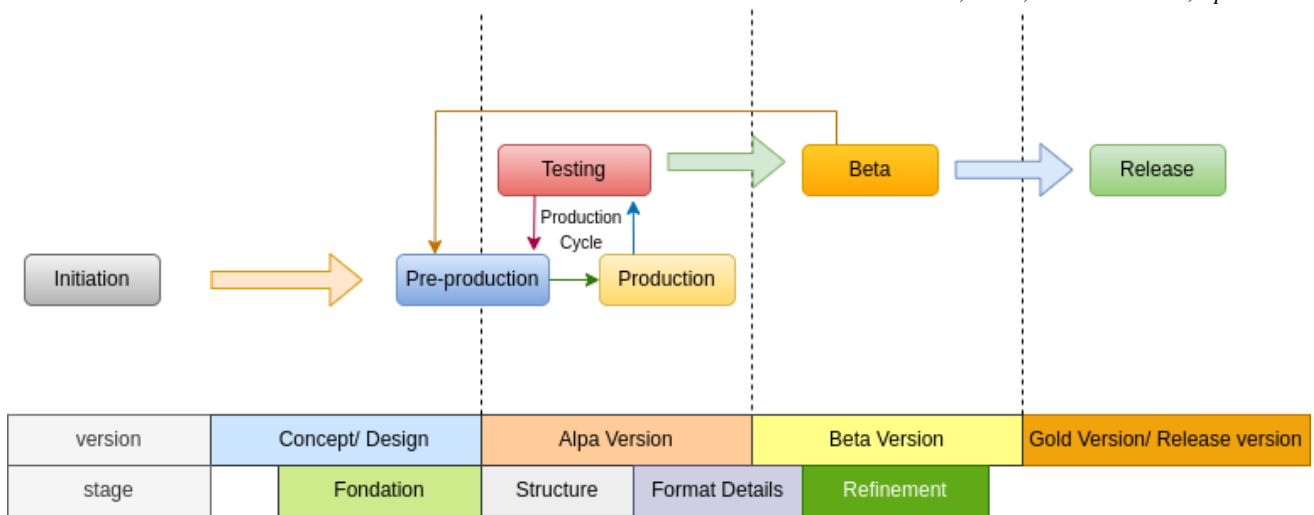 Testing
Beta
Release
Production
Cycle
Initiation
Pre-production
Production
version
Concept/ Design
Alpa Version
Beta Version
Gold Version/ Release version
stage
Fondation
Structure
Format Details
Refinement